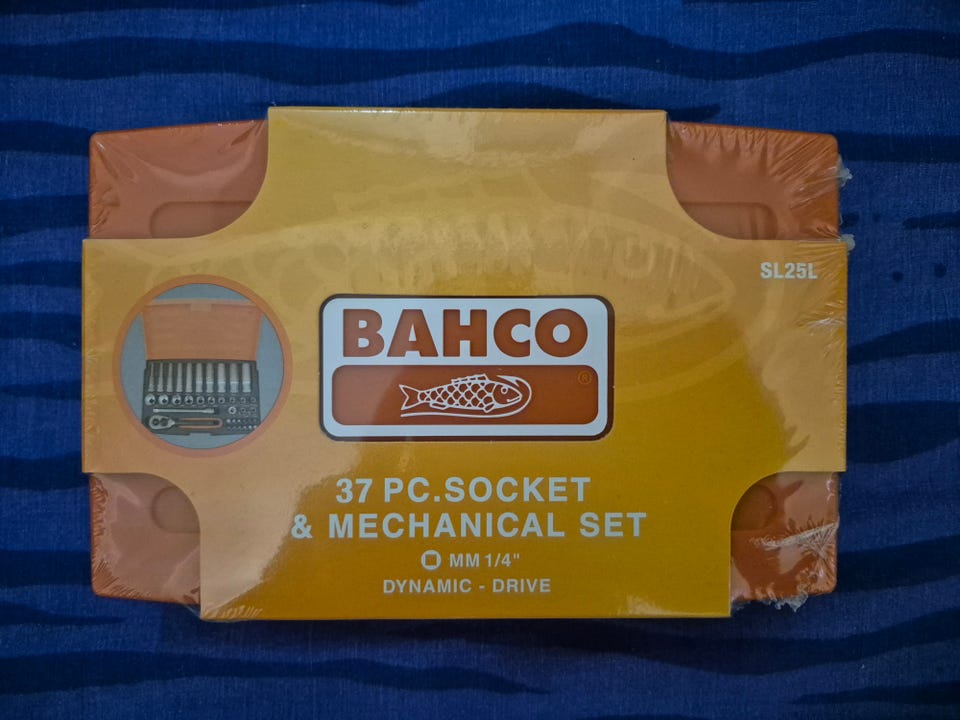 SL25L
BAHCO
®
37 PC.SOCKET
& MECHANICAL SET
MM 1/4"
DYNAMIC - DRIVE